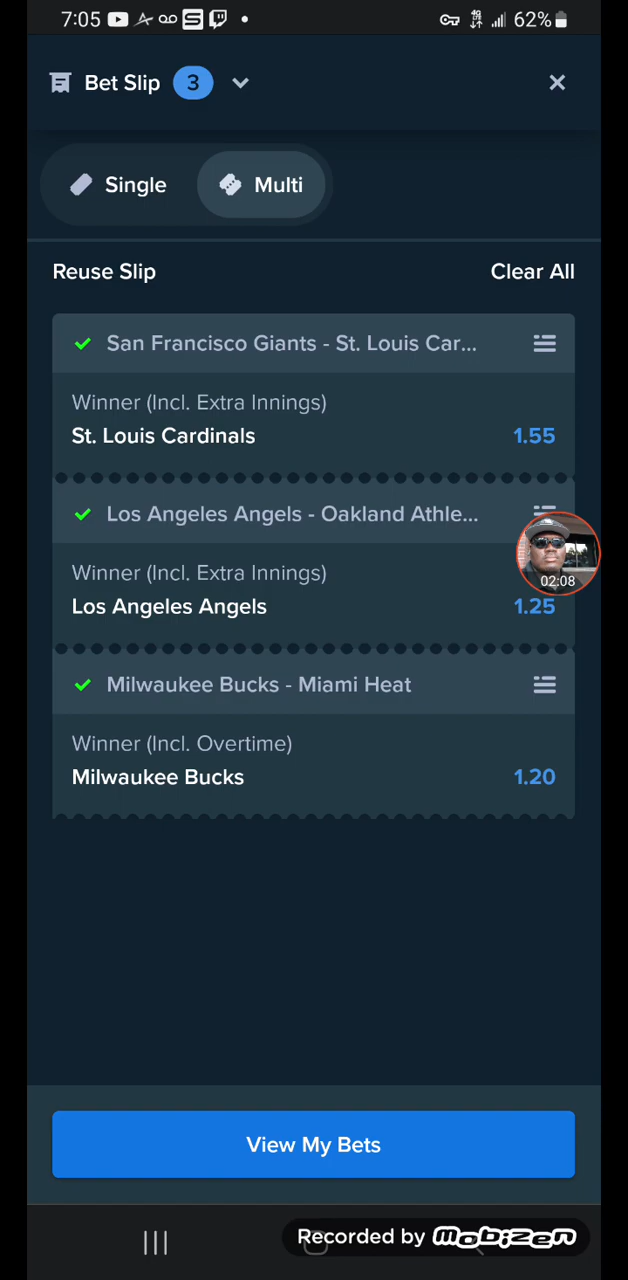 7:05 62%
Bet Slip 3
Single Multi
Reuse Slip Clear All
San Francisco Giants - St. Louis Car...
Winner (Incl. Extra Innings)
St. Louis Cardinals 1.55
Los Angeles Angels - Oakland Athle...
Winner (Incl. Extra Innings)
02:08
Los Angeles Angels 1.25
Milwaukee Bucks - Miami Heat
Winner (Incl. Overtime)
Milwaukee Bucks 1.20
View My Bets
Recorded by mobizen